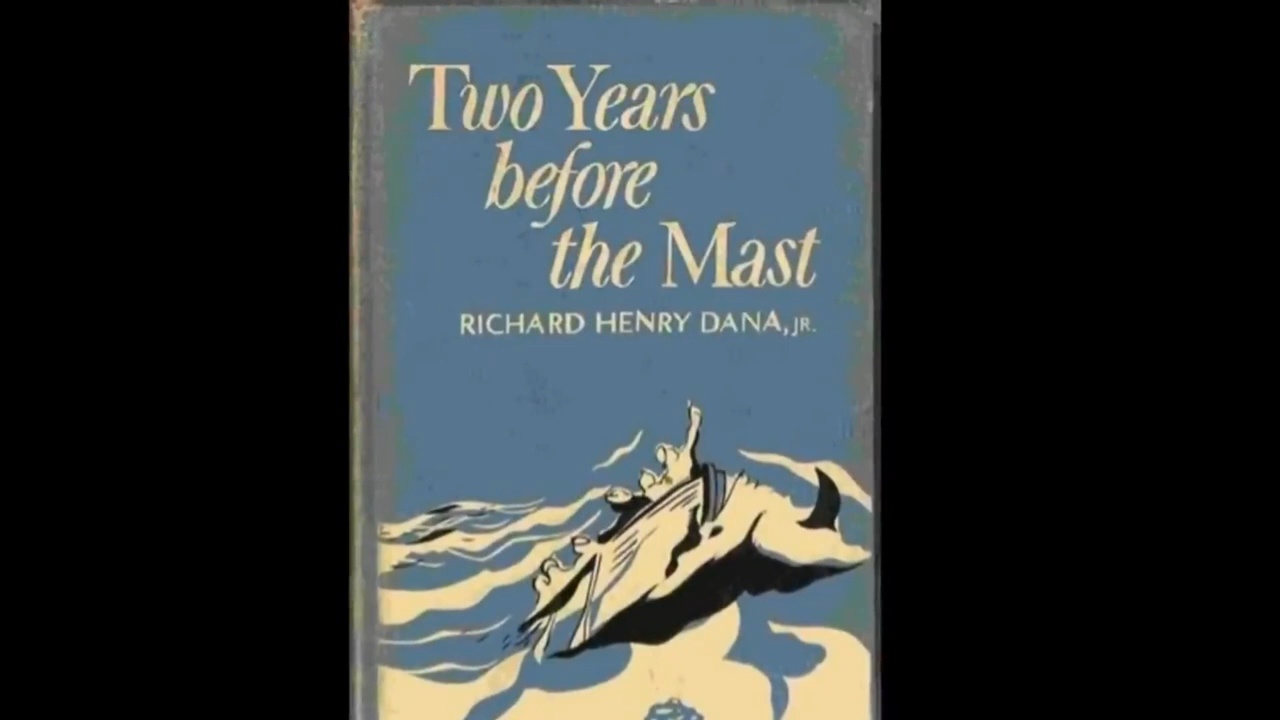 Two Years
before
the Mast
RICHARD HENRY DANA, JR.